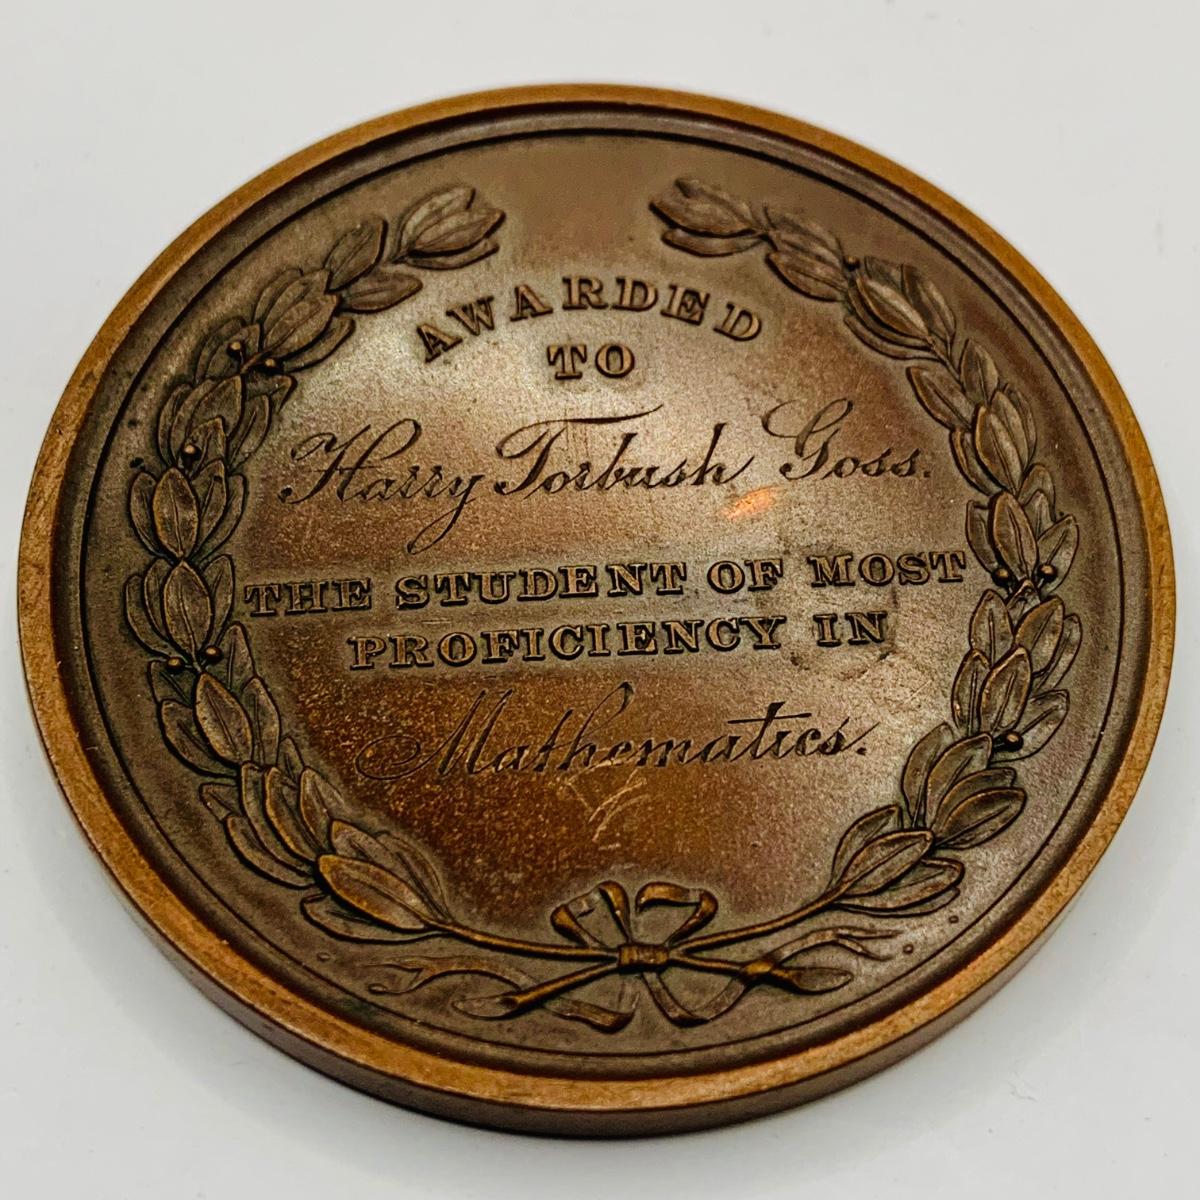 AWARDED
TO
Harry Torbush Goss.
THE STUDENT OF MOST
PROFICIENCY IN
Mathematics.